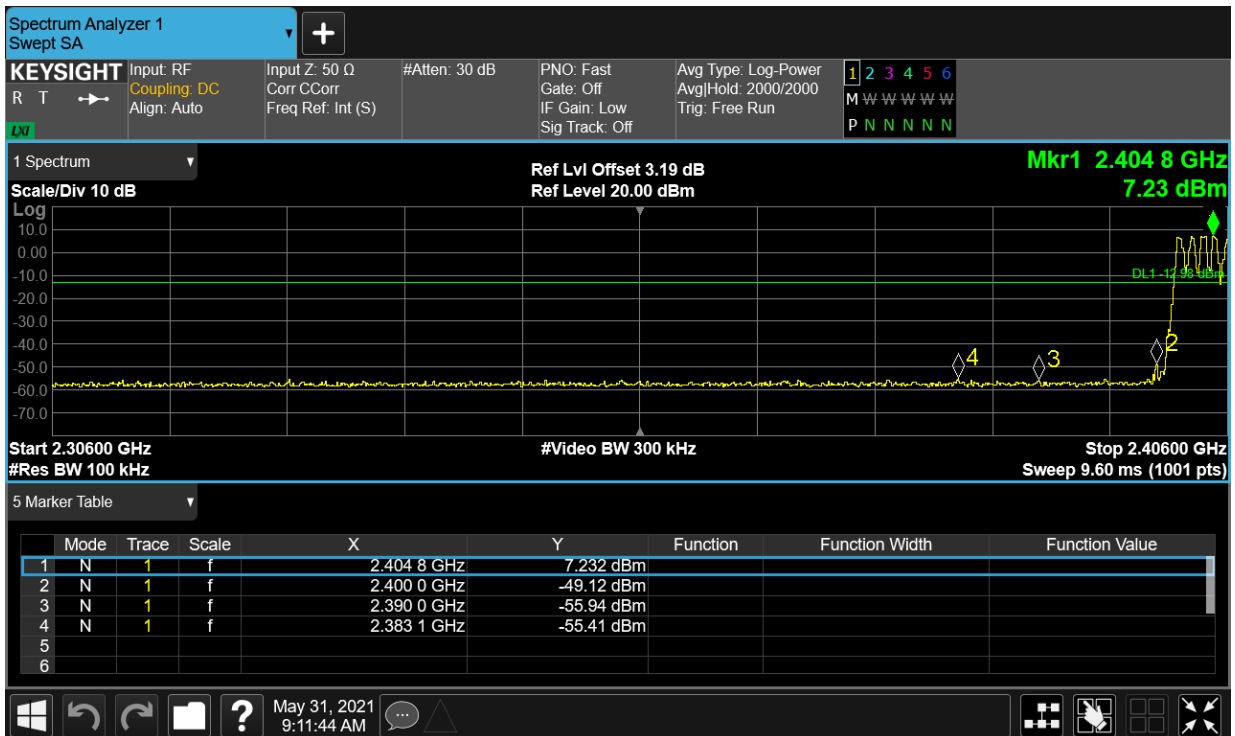 Spectrum Analyzer 1
Swept SA
+
KEYSIGHT Input: RF Input Z: 50 Ω #Atten: 30 dB PNO: Fast Avg Type: Log-Power 1 2 3 4 5 6
R T Coupling: DC Corr CCorr Gate: Off Avg|Hold: 2000/2000 M W W W W W
Align: Auto Freq Ref: Int (S) IF Gain: Low Trig: Free Run P N N N N N
LXI Sig Track: Off
1 Spectrum Ref Lvl Offset 3.19 dB Mkr1 2.404 8 GHz
Scale/Div 10 dB Ref Level 20.00 dBm 7.23 dBm
Log
10.0
0.00
-10.0 DL1 -12.98 dBm
-20.0
-30.0
-40.0 2
-50.0 4 3
-60.0
-70.0
Start 2.30600 GHz #Video BW 300 kHz Stop 2.40600 GHz
#Res BW 100 kHz Sweep 9.60 ms (1001 pts)
5 Marker Table
Mode Trace Scale X Y Function Function Width Function Value
1 N 1 f 2.404 8 GHz 7.232 dBm
2 N 1 f 2.400 0 GHz -49.12 dBm
3 N 1 f 2.390 0 GHz -55.94 dBm
4 N 1 f 2.383 1 GHz -55.41 dBm
5
6
? May 31, 2021
9:11:44 AM